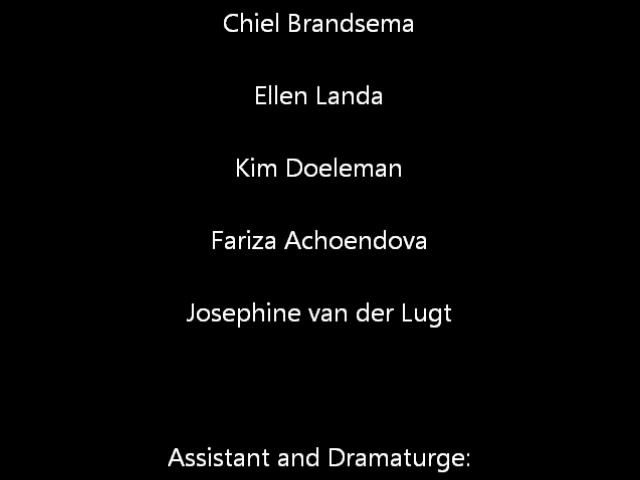 Chiel Brandsema
Ellen Landa
Kim Doeleman
Fariza Achoendova
Josephine van der Lugt
Assistant and Dramaturge: